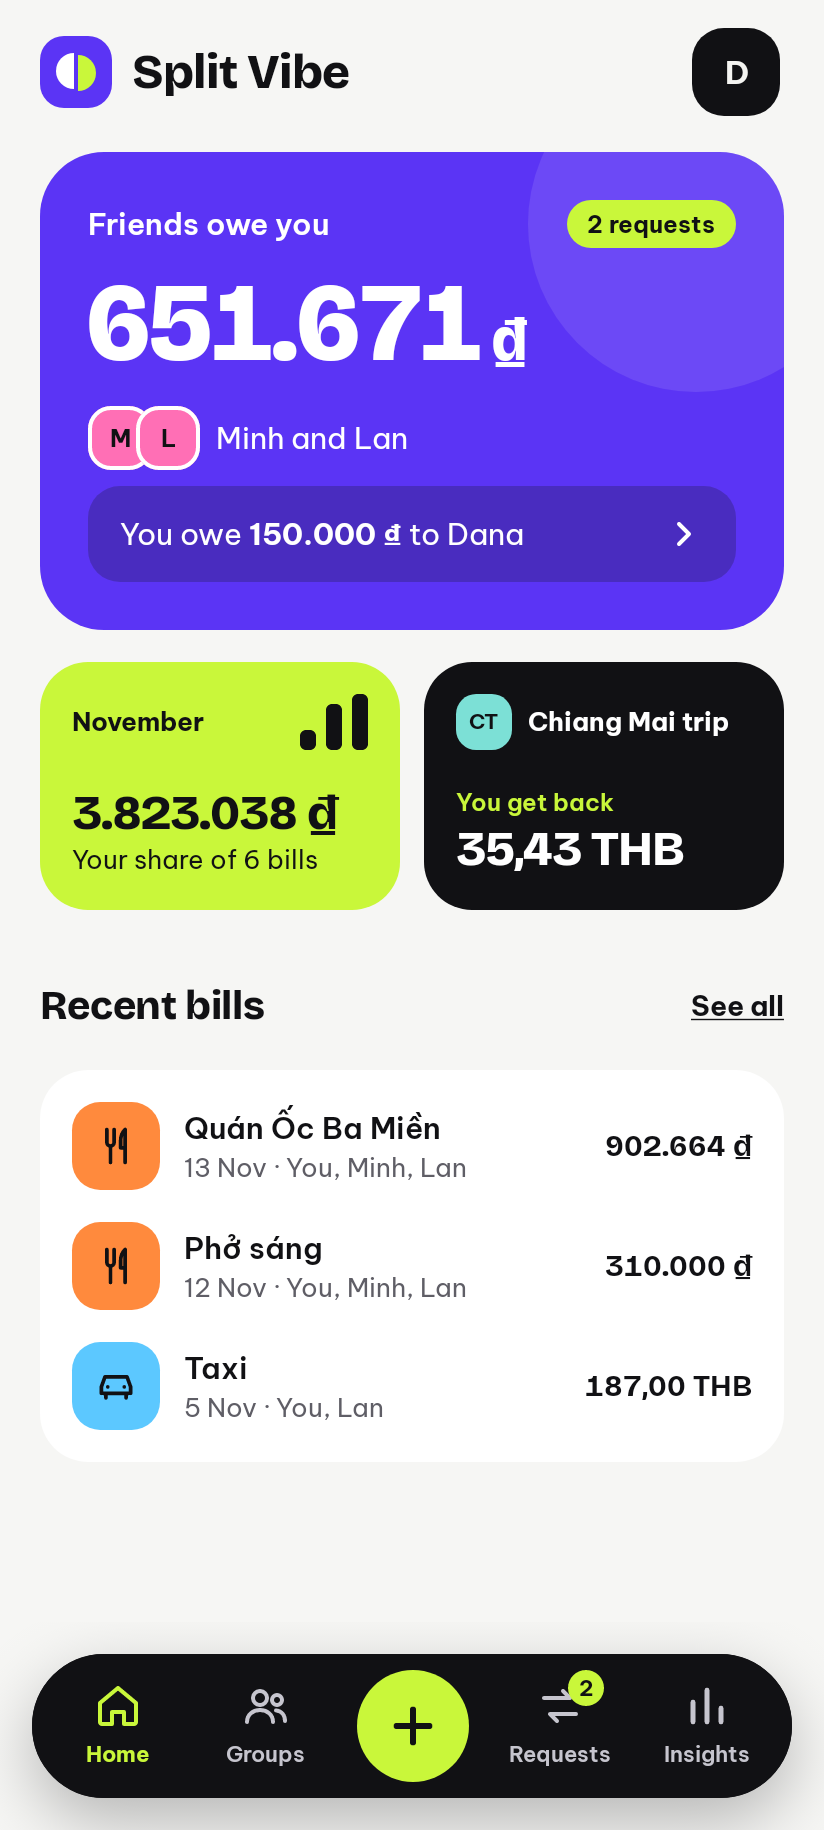 Split Vibe
D
Friends owe you
2 requests
651.671 ₫
M
L
Minh and Lan
You owe 150.000 ₫ to Dana
November
3.823.038 ₫
Your share of 6 bills
CT
Chiang Mai trip
You get back
35,43 THB
Recent bills
See all
Quán Ốc Ba Miền
13 Nov · You, Minh, Lan
902.664 ₫
Phở sáng
12 Nov · You, Minh, Lan
310.000 ₫
Taxi
5 Nov · You, Lan
187,00 THB
Home
Groups
2
Requests
Insights